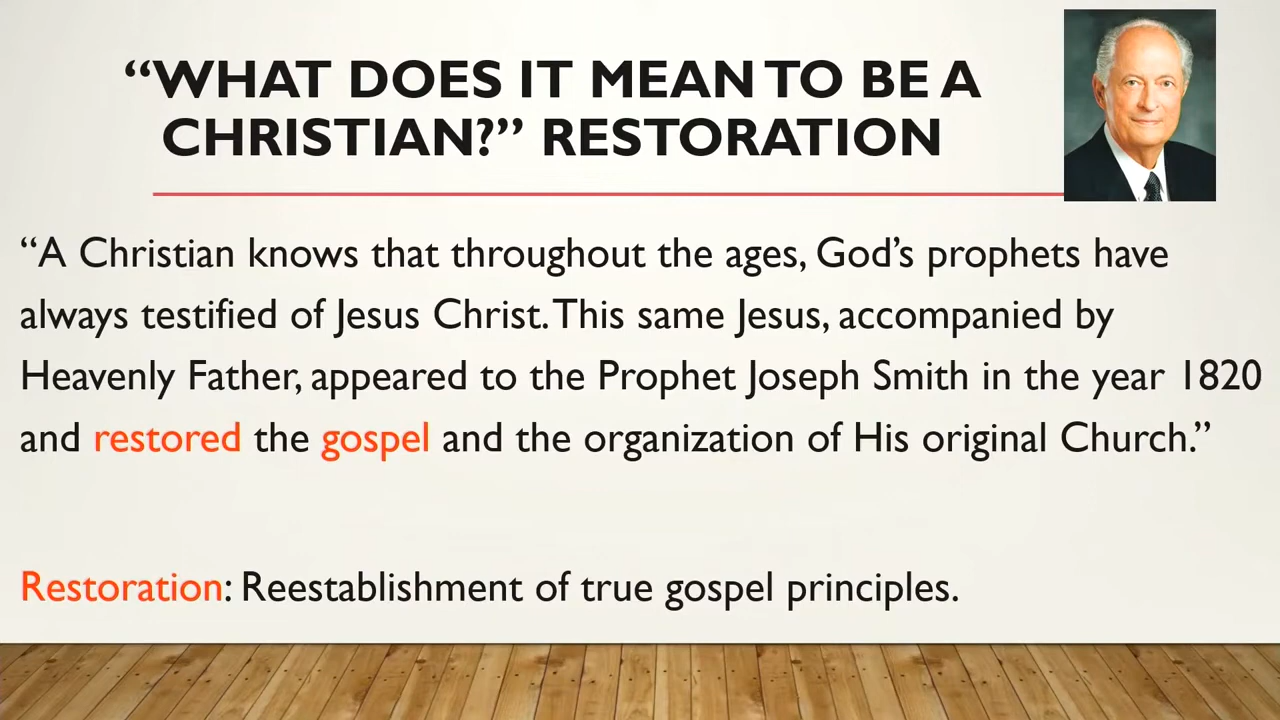 “WHAT DOES IT MEAN TO BE A
CHRISTIAN?” RESTORATION
“A Christian knows that throughout the ages, God’s prophets have
always testified of Jesus Christ. This same Jesus, accompanied by
Heavenly Father, appeared to the Prophet Joseph Smith in the year 1820
and restored the gospel and the organization of His original Church.”
Restoration: Reestablishment of true gospel principles.